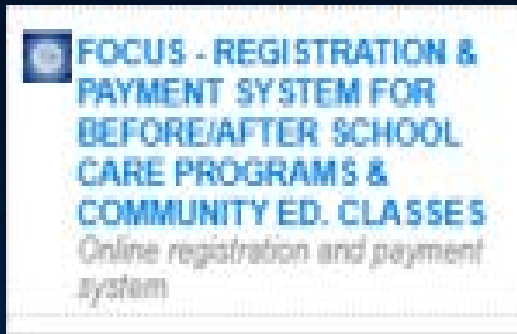 FOCUS - REGISTRATION &
PAYMENT SYSTEM FOR
BEFORE/AFTER SCHOOL
CARE PROGRAMS &
COMMUNITY ED. CLASSES
Online registration and payment
system